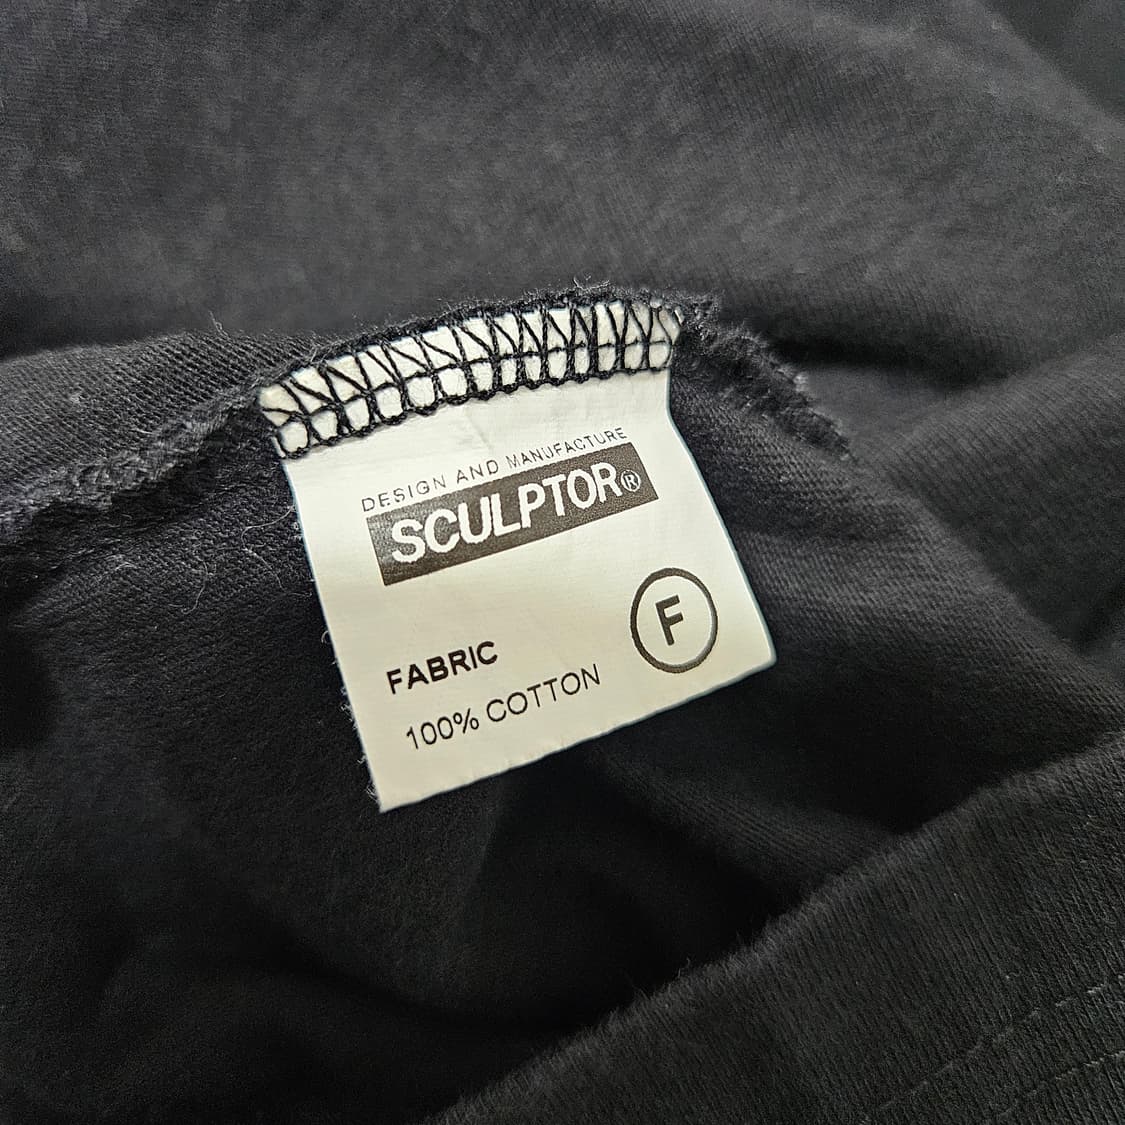 DESIGN AND MANUFACTURE
SCULPTOR®
F
FABRIC
100% COTTON